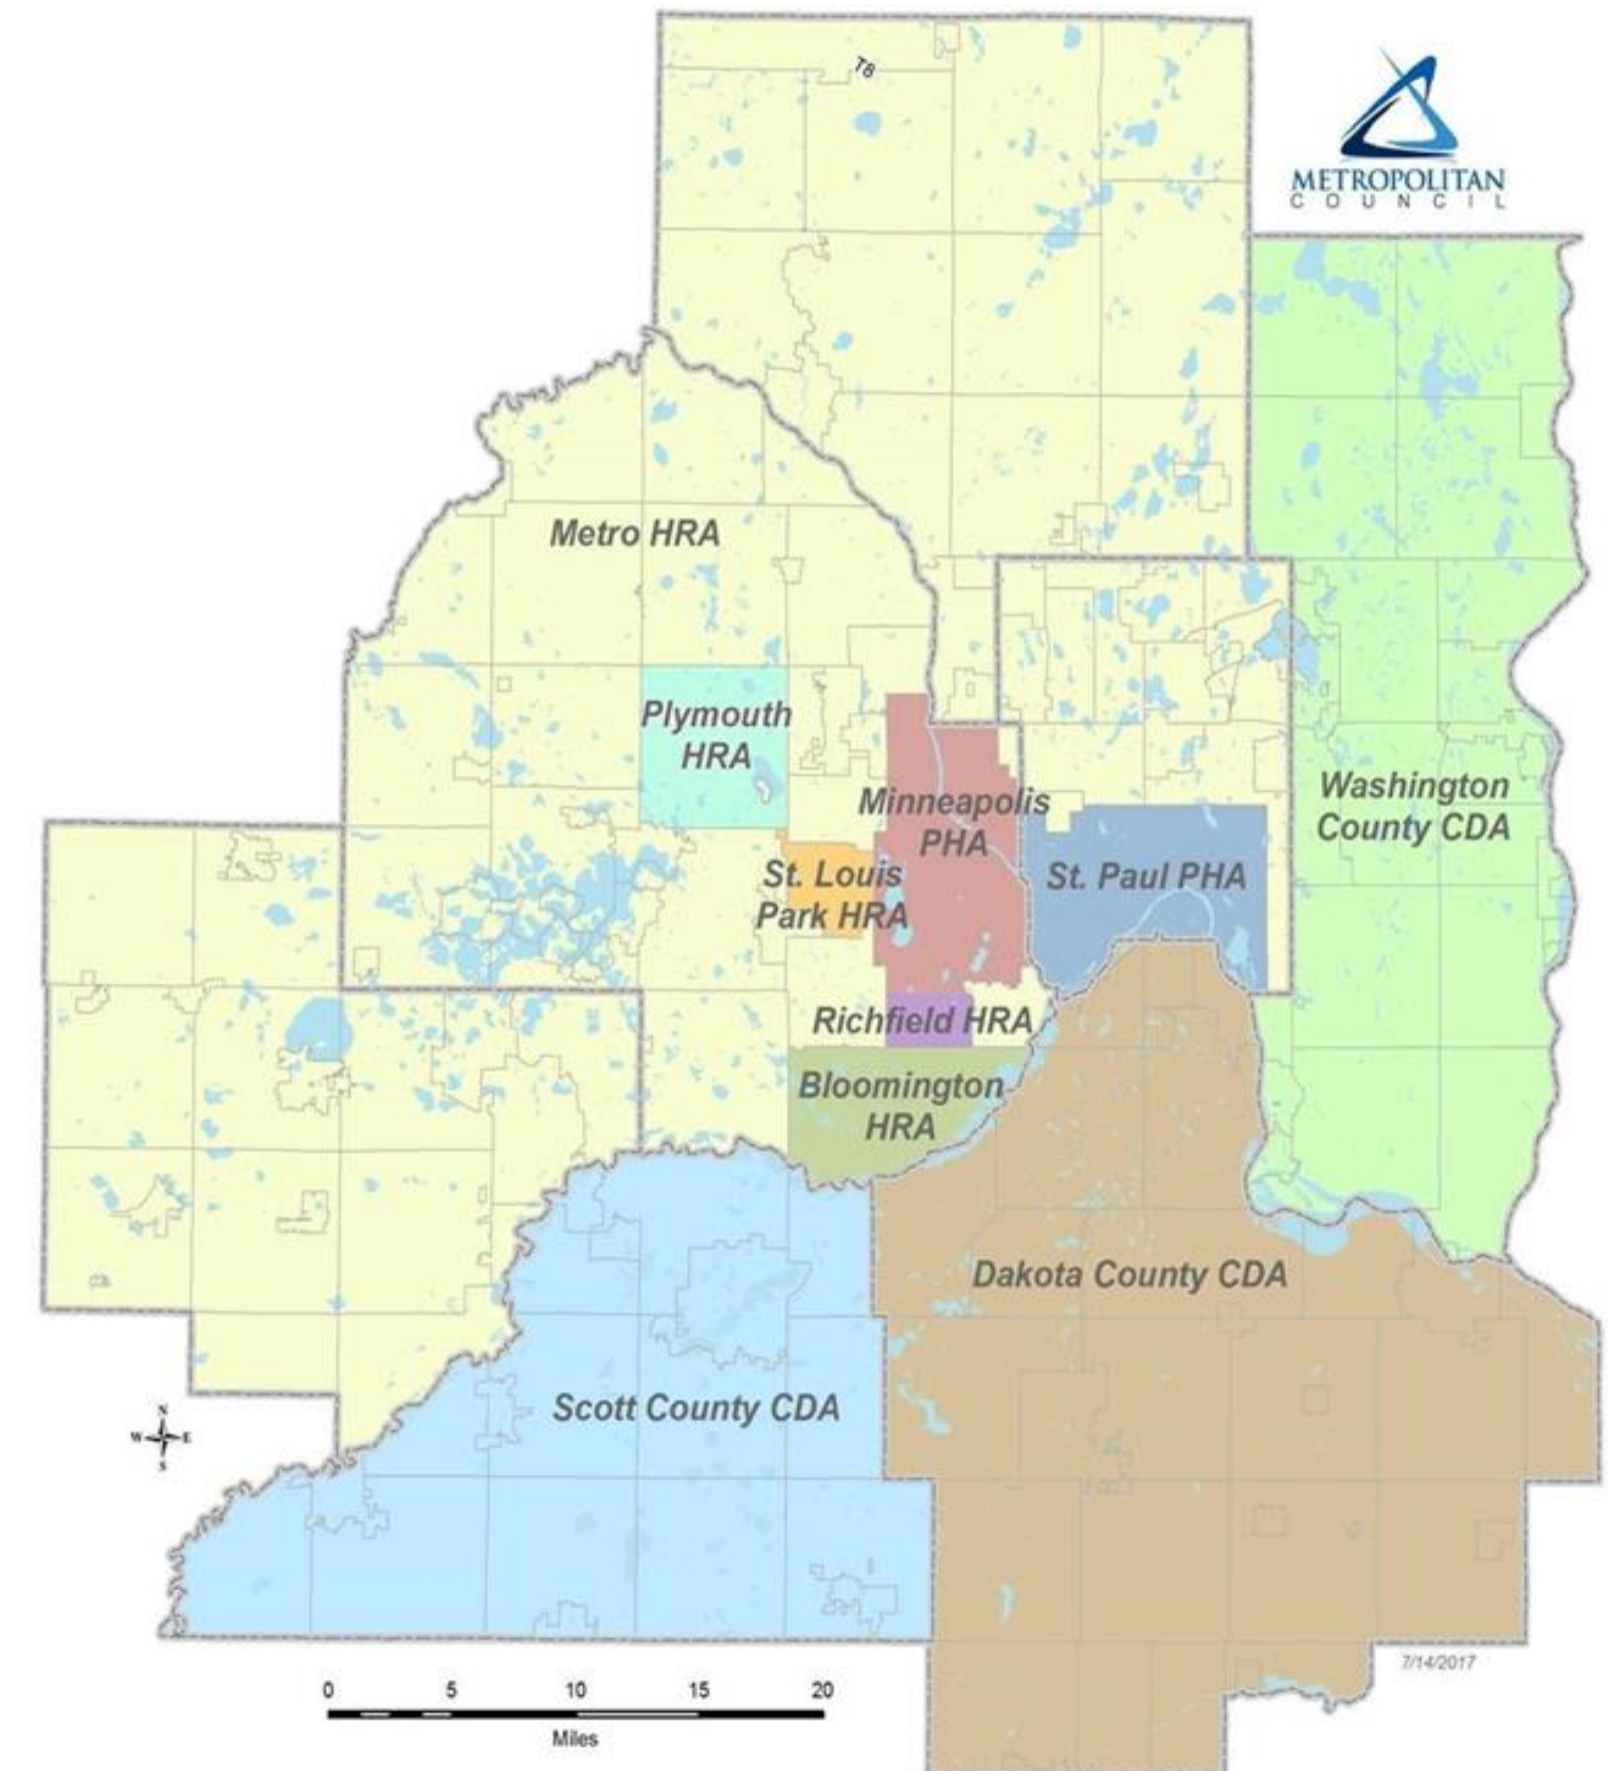 T8
METROPOLITAN
COUNCIL
Metro HRA
Plymouth
HRA
Minneapolis
PHA
Washington
County CDA
St. Louis
Park HRA
St. Paul PHA
Richfield HRA
Bloomington
HRA
Dakota County CDA
Scott County CDA
N
W
E
S
7/14/2017
0 5 10 15 20
Miles